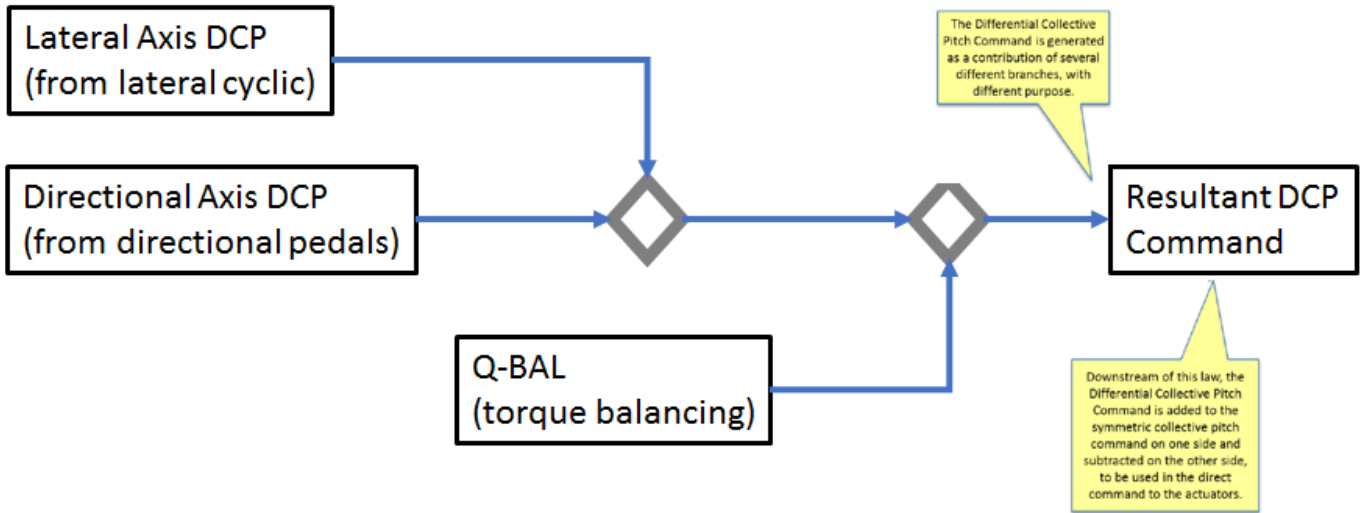 Lateral Axis DCP
(from lateral cyclic)
The Differential Collective
Pitch Command is generated
as a contribution of several
different branches, with
different purpose.
Directional Axis DCP
(from directional pedals)
Resultant DCP
Command
Q-BAL
(torque balancing)
Downstream of this law, the
Differential Collective Pitch
Command is added to the
symmetric collective pitch
command on one side and
subtracted on the other side,
to be used in the direct
command to the actuators.